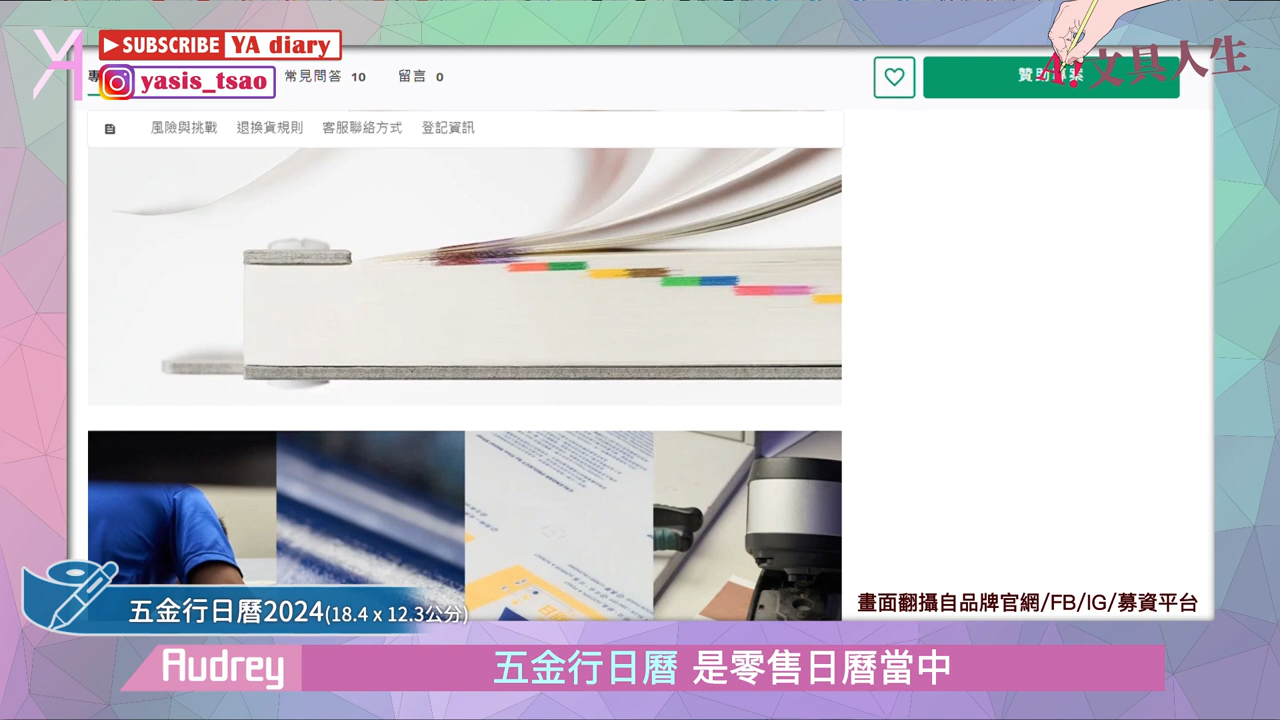 YA
SUBSCRIBE YA diary
yasis_tsao
常見問答 10
留言 0
文具人生
風險與挑戰 退換貨規則 客服聯絡方式 登記資訊
五金行日曆2024(18.4 x 12.3公分)
畫面翻攝自品牌官網/FB/IG/募資平台
Audrey
五金行日曆 是零售日曆當中